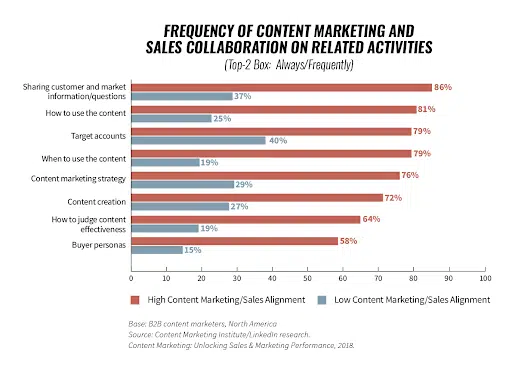 FREQUENCY OF CONTENT MARKETING AND
SALES COLLABORATION ON RELATED ACTIVITIES
(Top-2 Box: Always/Frequently)
Sharing customer and market
information/questions
86%
37%
How to use the content
81%
25%
Target accounts
79%
40%
When to use the content
79%
19%
Content marketing strategy
76%
29%
Content creation
72%
27%
How to judge content
effectiveness
64%
19%
Buyer personas
58%
15%
0 10 20 30 40 50 60 70 80 90 100
High Content Marketing/Sales Alignment Low Content Marketing/Sales Alignment
Base: B2B content marketers, North America
Source: Content Marketing Institute/LinkedIn research.
Content Marketing: Unlocking Sales & Marketing Performance, 2018.